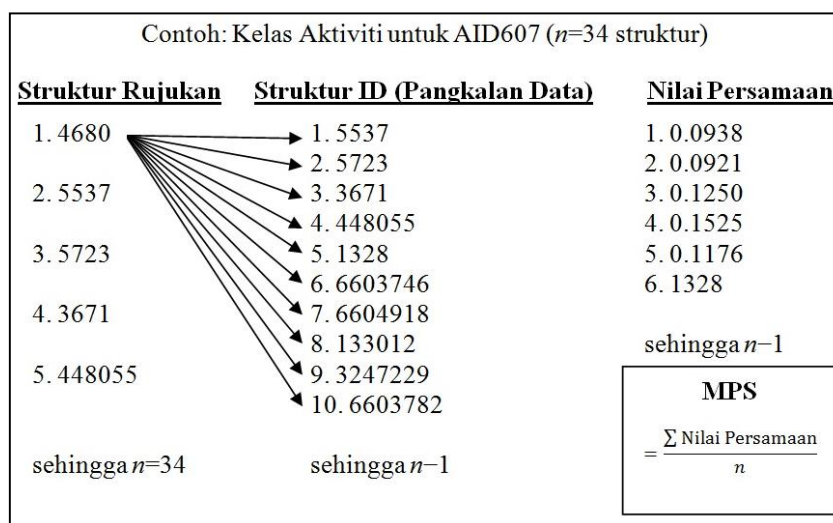 Contoh: Kelas Aktiviti untuk AID607 (n=34 struktur)
Struktur Rujukan
1. 4680
2. 5537
3. 5723
4. 3671
5. 448055
sehingga n=34
Struktur ID (Pangkalan Data)
1. 5537
2. 5723
3. 3671
4. 448055
5. 1328
6. 6603746
7. 6604918
8. 133012
9. 3247229
10. 6603782
sehingga n−1
Nilai Persamaan
1. 0.0938
2. 0.0921
3. 0.1250
4. 0.1525
5. 0.1176
6. 1328
sehingga n−1
MPS
= ∑ Nilai Persamaan
n